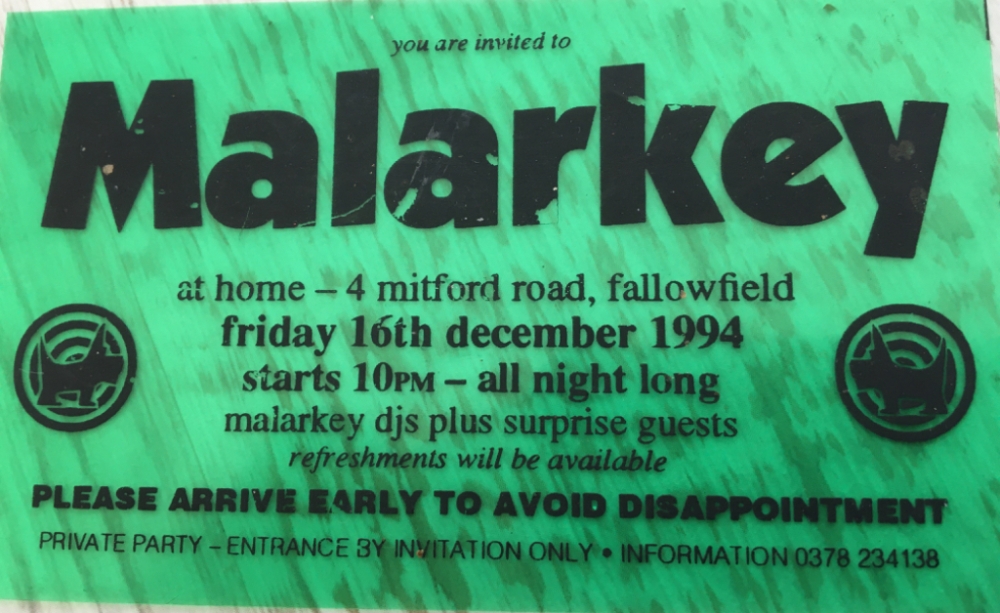 you are invited to
Malarkey
at home – 4 mitford road, fallowfield
friday 16th december 1994
starts 10PM – all night long
malarkey djs plus surprise guests
refreshments will be available
PLEASE ARRIVE EARLY TO AVOID DISAPPOINTMENT
PRIVATE PARTY – ENTRANCE BY INVITATION ONLY • INFORMATION 0378 234138